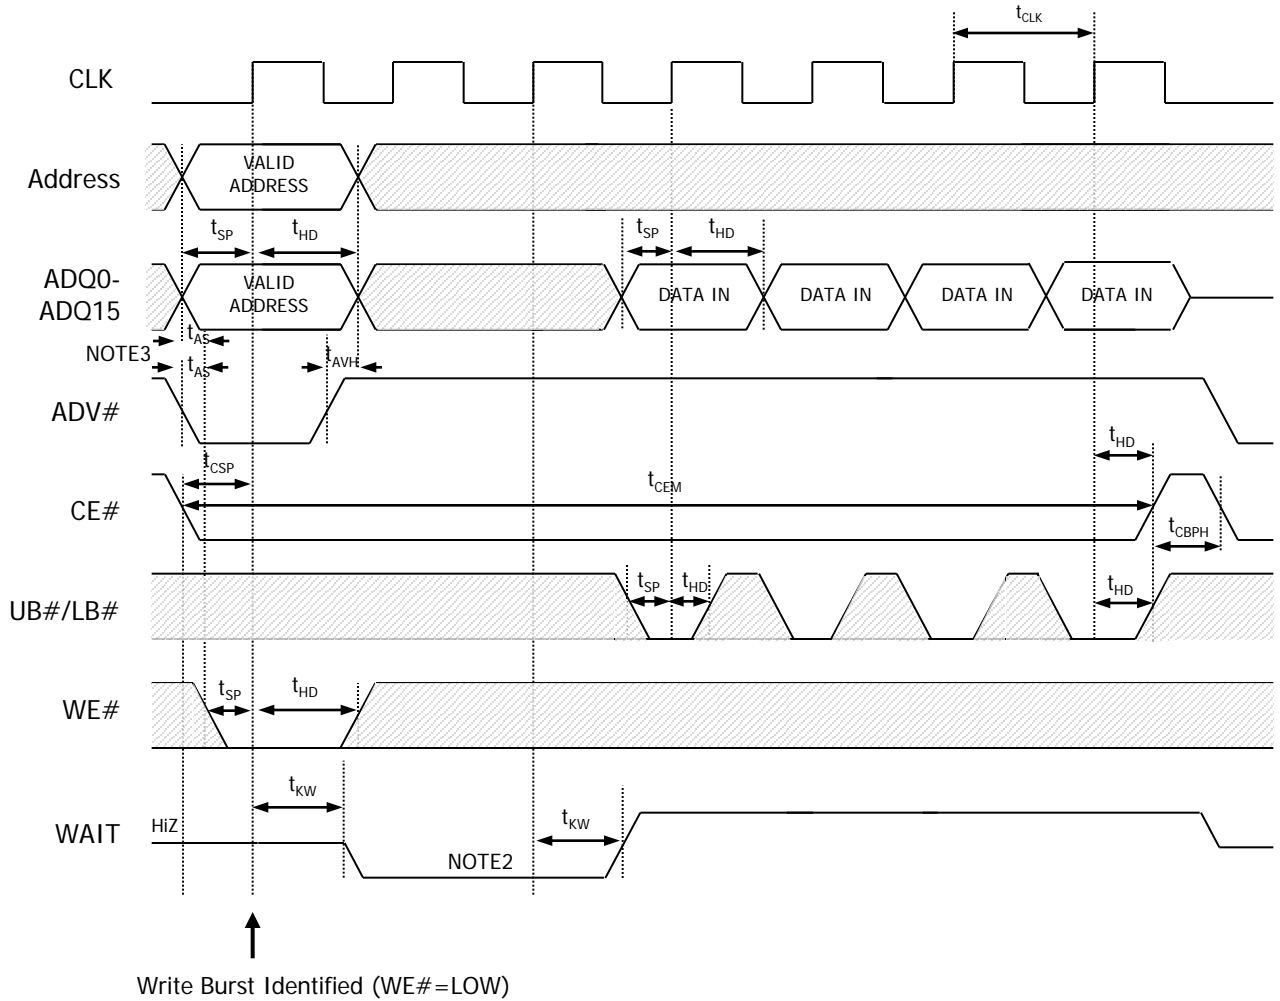 tCLK
CLK
VALID
ADDRESS
Address
tSP
tHD
tSP
tHD
ADQ0-
ADQ15
VALID
ADDRESS
DATA IN
DATA IN
DATA IN
DATA IN
tAS
NOTE3
tAS
tAVH
ADV#
tHD
tCSP
tCEM
CE#
tCBPH
tSP
tHD
tHD
UB#/LB#
tSP
tHD
WE#
tKW
tKW
HiZ
WAIT
NOTE2
Write Burst Identified (WE#=LOW)